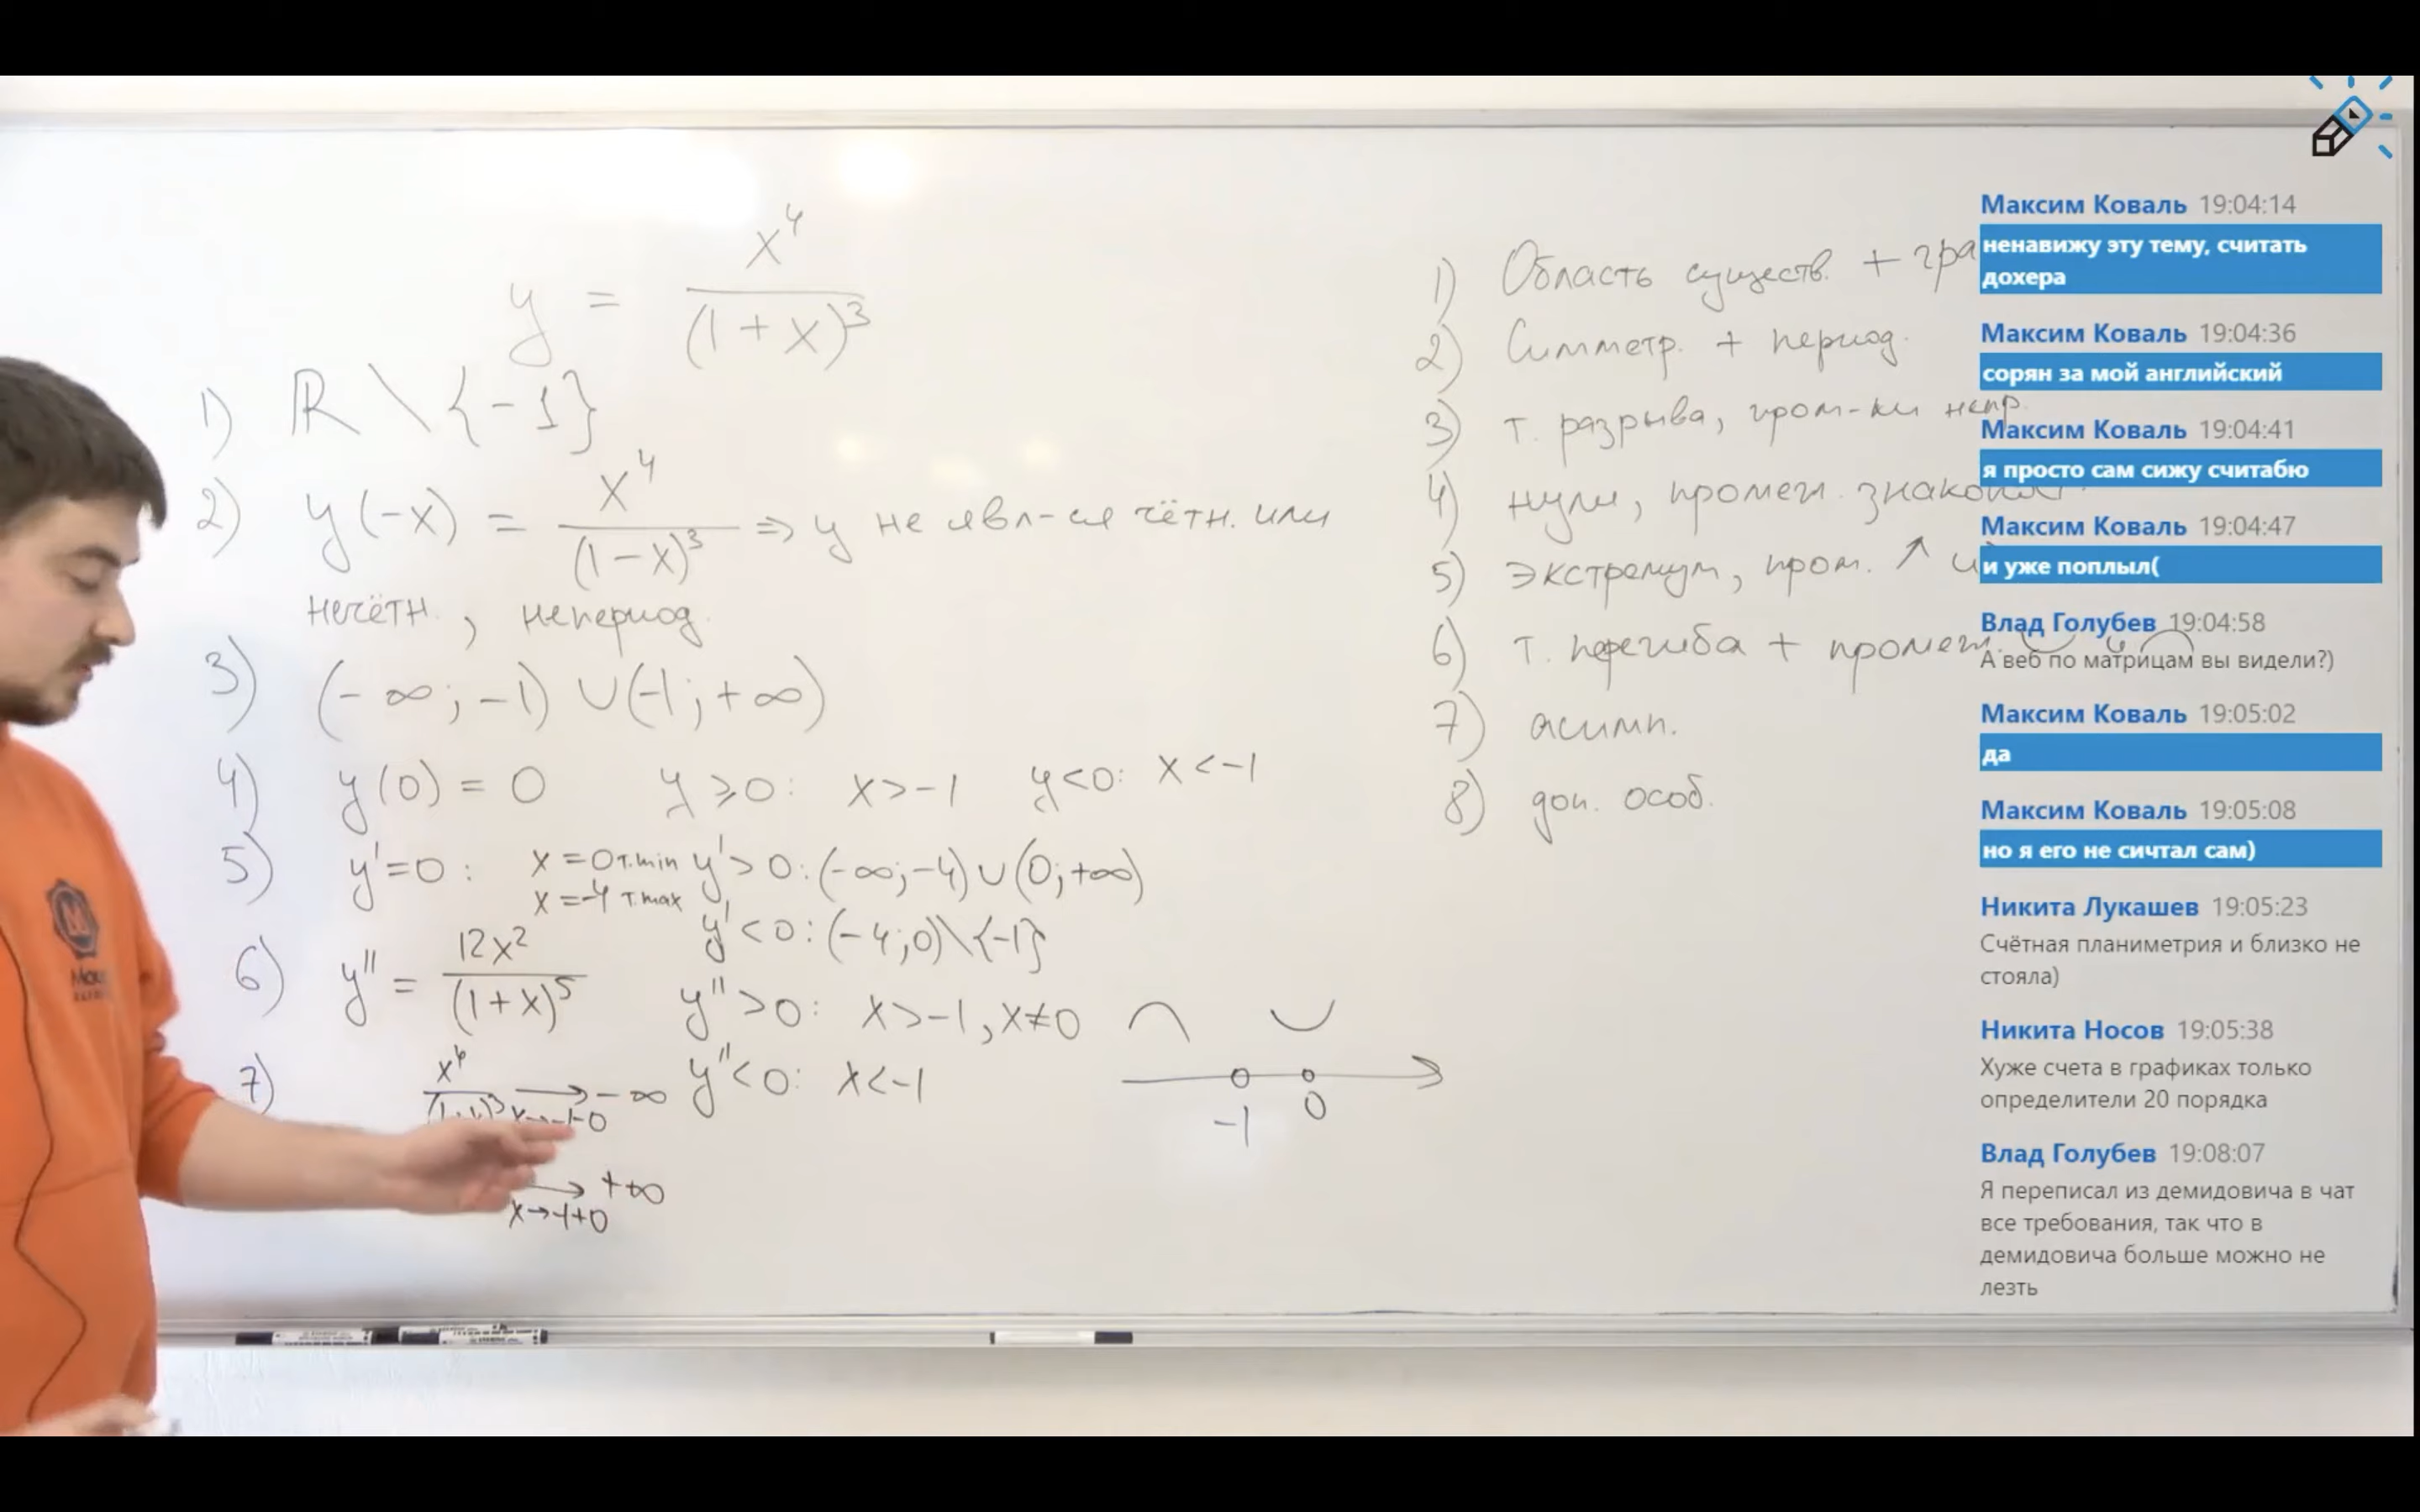 y = x⁴ / (1 + x)³
1) ℝ \ {-1}
2) y(-x) = x⁴ / (1 - x)³ ⇒ y не явл-ся чётн. или
нечётн., непериод.
3) (-∞; -1) ∪ (-1; +∞)
4) y(0) = 0   y ⩾ 0: x > -1   y < 0: x < -1
5) y' = 0: x = 0 т.min   y' > 0: (-∞; -4) ∪ (0; +∞)
x = -4 т.max
y' < 0: (-4; 0) \ {-1}
6) y'' = 12x² / (1 + x)⁵   y'' > 0: x > -1, x ≠ 0
y'' < 0: x < -1
-1 0
7) x⁴ → -∞
x → -1-0
→ +∞
x → -1+0
1) Область существ. + гра
2) Симметр. + период.
3) т. разрыва, пром-ки непр.
4) нули, промеж.
5) экстремум, пром. ↗ и
6) т. перегиба + промеж.
7) асимп.
8) доп. особ.
Максим Коваль 19:04:14
ненавижу эту тему, считать
дохера
Максим Коваль 19:04:36
сорян за мой английский
Максим Коваль 19:04:41
я просто сам сижу считабю
Максим Коваль 19:04:47
и уже поплыл(
Влад Голубев 19:04:58
А веб по матрицам вы видели?)
Максим Коваль 19:05:02
да
Максим Коваль 19:05:08
но я его не сичтал сам)
Никита Лукашев 19:05:23
Счётная планиметрия и близко не
стояла)
Никита Носов 19:05:38
Хуже счета в графиках только
определители 20 порядка
Влад Голубев 19:08:07
Я переписал из демидовича в чат
все требования, так что в
демидовича больше можно не
лезть